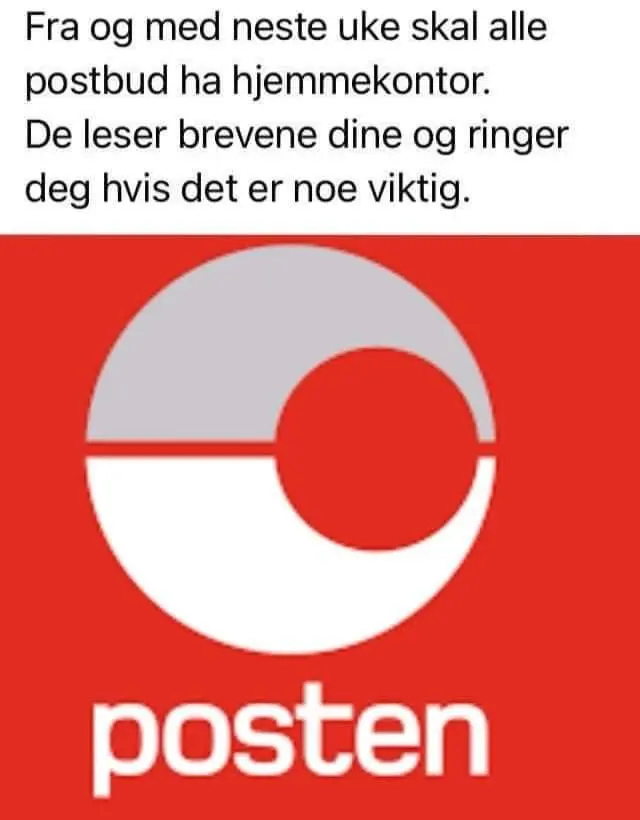 Fra og med neste uke skal alle
postbud ha hjemmekontor.
De leser brevene dine og ringer
deg hvis det er noe viktig.
posten